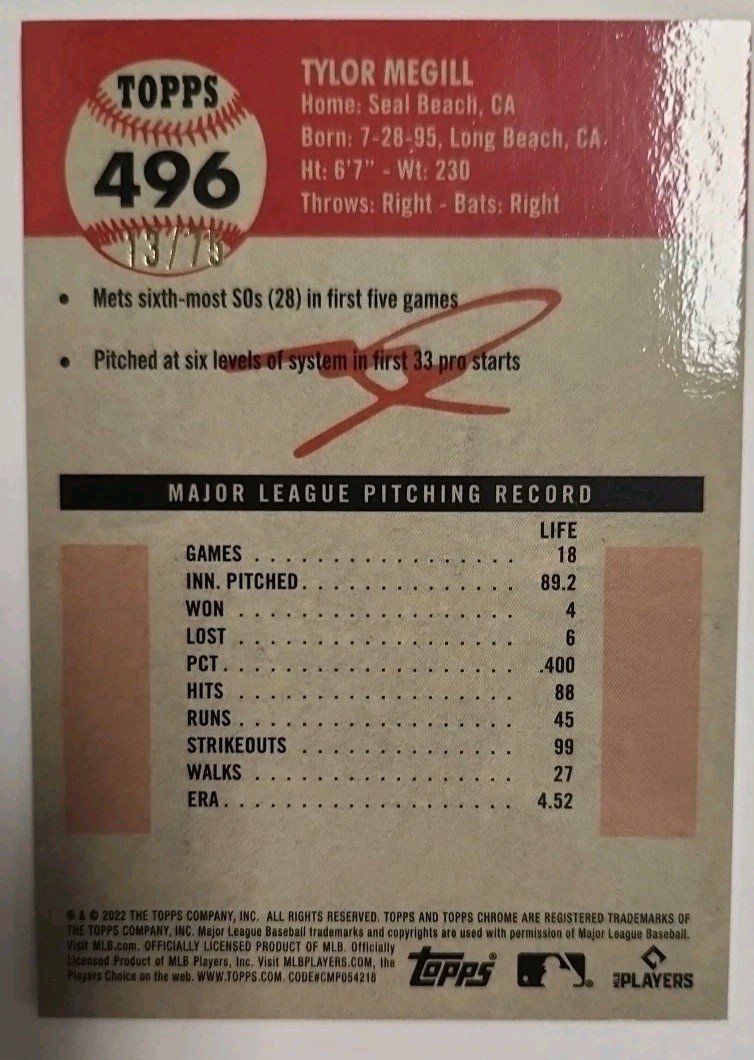 TOPPS
496
13/75
TYLOR MEGILL
Home: Seal Beach, CA
Born: 7-28-95, Long Beach, CA
Ht: 6'7" - Wt: 230
Throws: Right - Bats: Right
• Mets sixth-most SOs (28) in first five games
• Pitched at six levels of system in first 33 pro starts
MAJOR LEAGUE PITCHING RECORD
LIFE
GAMES . . . . . . . . . . . . . . . . . . 18
INN. PITCHED. . . . . . . . . . . . . . . 89.2
WON . . . . . . . . . . . . . . . . . . . 4
LOST . . . . . . . . . . . . . . . . . . . 6
PCT. . . . . . . . . . . . . . . . . . . . .400
HITS . . . . . . . . . . . . . . . . . . . 88
RUNS . . . . . . . . . . . . . . . . . . . 45
STRIKEOUTS . . . . . . . . . . . . . . 99
WALKS . . . . . . . . . . . . . . . . . . 27
ERA. . . . . . . . . . . . . . . . . . . . 4.52
® & © 2022 THE TOPPS COMPANY, INC. ALL RIGHTS RESERVED. TOPPS AND TOPPS CHROME ARE REGISTERED TRADEMARKS OF
THE TOPPS COMPANY, INC. Major League Baseball trademarks and copyrights are used with permission of Major League Baseball.
Visit MLB.com. OFFICIALLY LICENSED PRODUCT OF MLB. Officially
Licensed Product of MLB Players, Inc. Visit MLBPLAYERS.COM, the
Players Choice on the web. WWW.TOPPS.COM. CODE#CMP054218
topps®
MLB PLAYERS